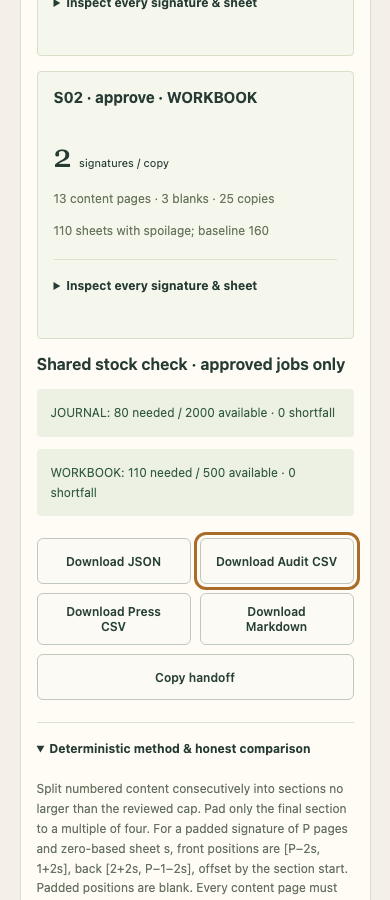 ▶ Inspect every signature & sheet
S02 · approve · WORKBOOK
2 signatures / copy
13 content pages · 3 blanks · 25 copies
110 sheets with spoilage; baseline 160
▶ Inspect every signature & sheet
Shared stock check · approved jobs only
JOURNAL: 80 needed / 2000 available · 0 shortfall
WORKBOOK: 110 needed / 500 available · 0
shortfall
Download JSON
Download Audit CSV
Download Press
CSV
Download
Markdown
Copy handoff
▼ Deterministic method & honest comparison
Split numbered content consecutively into sections no
larger than the reviewed cap. Pad only the final section
to a multiple of four. For a padded signature of P pages
and zero-based sheet s, front positions are [P−2s,
1+2s], back [2+2s, P−1−2s], offset by the section start.
Padded positions are blank. Every content page must